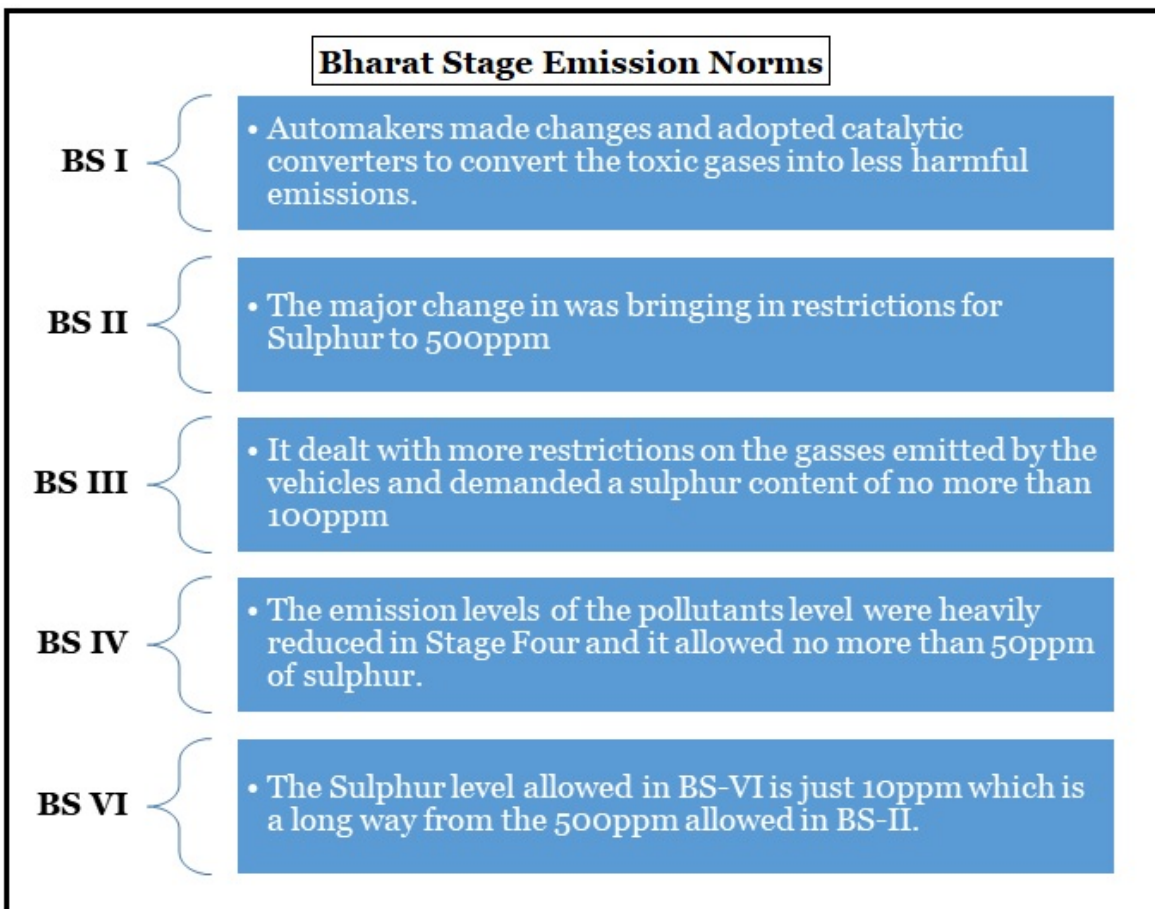 Bharat Stage Emission Norms
BS I
• Automakers made changes and adopted catalytic
converters to convert the toxic gases into less harmful
emissions.
BS II
• The major change in was bringing in restrictions for
Sulphur to 500ppm
BS III
• It dealt with more restrictions on the gasses emitted by the
vehicles and demanded a sulphur content of no more than
100ppm
BS IV
• The emission levels of the pollutants level were heavily
reduced in Stage Four and it allowed no more than 50ppm
of sulphur.
BS VI
• The Sulphur level allowed in BS-VI is just 10ppm which is
a long way from the 500ppm allowed in BS-II.